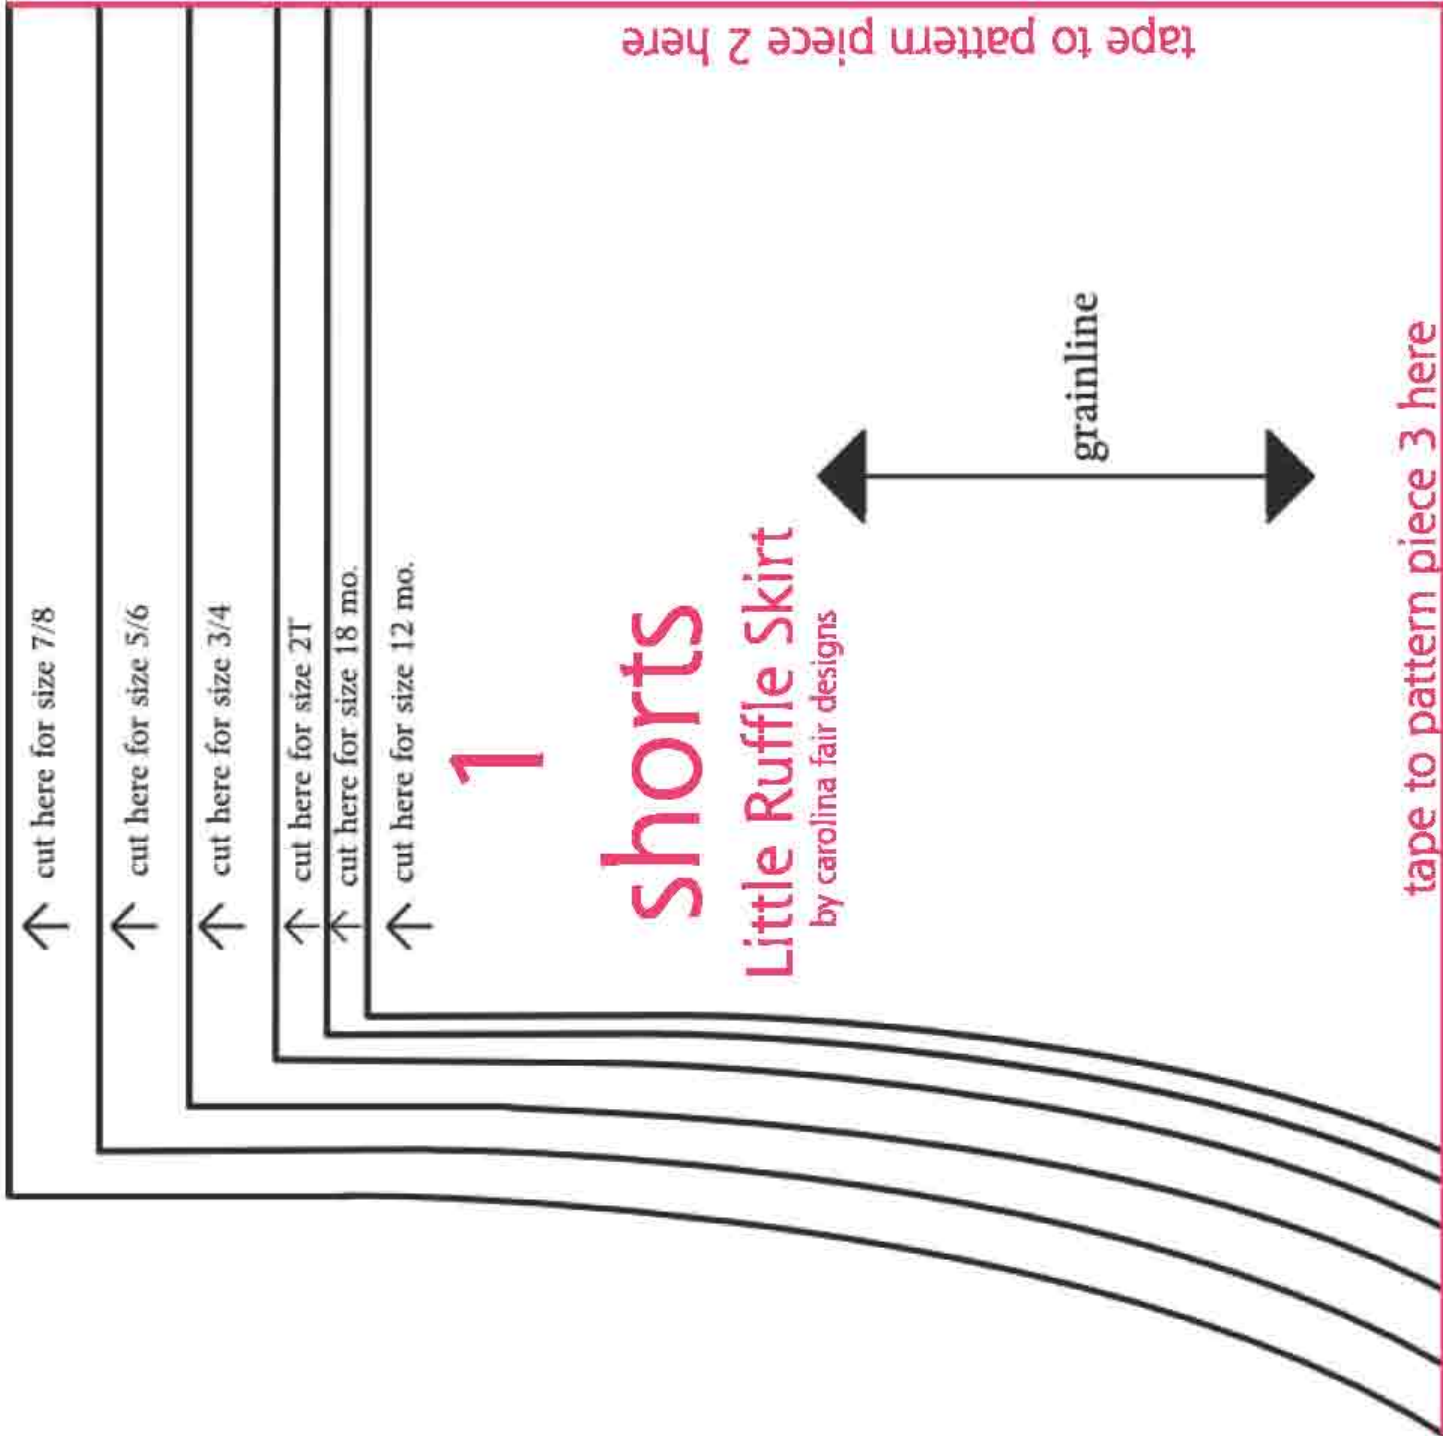 tape to pattern piece 2 here
cut here for size 7/8
cut here for size 5/6
cut here for size 3/4
cut here for size 2T
cut here for size 18 mo.
cut here for size 12 mo.
1
shorts
Little Ruffle Skirt
by carolina fair designs
grainline
tape to pattern piece 3 here